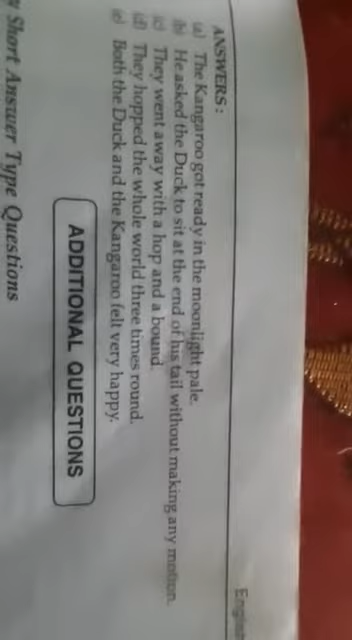 English
ANSWERS :
(a) The Kangaroo got ready in the moonlight pale.
(b) He asked the Duck to sit at the end of his tail without making any motion.
(c) They went away with a hop and a bound.
(d) They hopped the whole world three times round.
(e) Both the Duck and the Kangaroo felt very happy.
ADDITIONAL QUESTIONS
Short Answer Type Questions